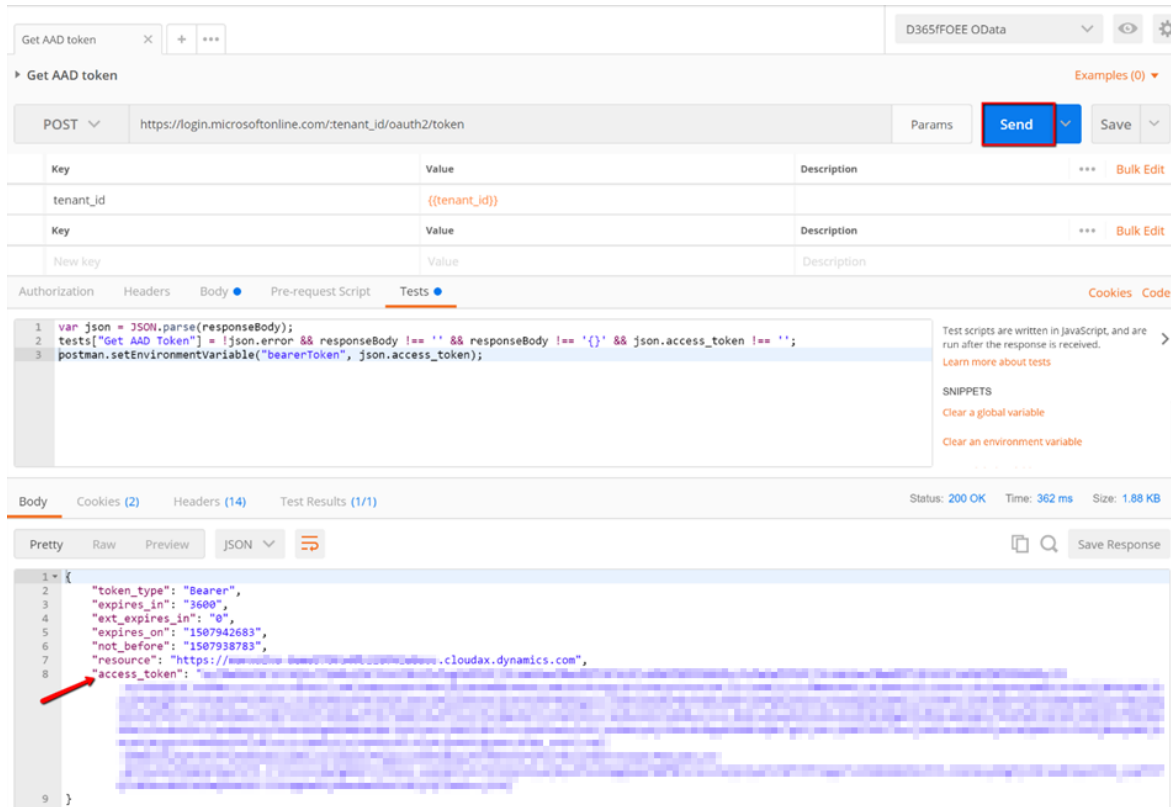 Get AAD token × + ••• D365fFOEE OData
Get AAD token Examples (0)
POST https://login.microsoftonline.com/:tenant_id/oauth2/token Params Send Save
Key Value Description ••• Bulk Edit
tenant_id {{tenant_id}}
Key Value Description ••• Bulk Edit
New key Value Description
Authorization Headers Body Pre-request Script Tests Cookies Code
1 var json = JSON.parse(responseBody);
2 tests["Get AAD Token"] = !json.error && responseBody !== '' && responseBody !== '{}' && json.access_token !== '';
3 postman.setEnvironmentVariable("bearerToken", json.access_token);
Test scripts are written in JavaScript, and are
run after the response is received.
Learn more about tests
SNIPPETS
Clear a global variable
Clear an environment variable
Body Cookies (2) Headers (14) Test Results (1/1) Status: 200 OK Time: 362 ms Size: 1.88 KB
Pretty Raw Preview JSON Save Response
1 {
2 "token_type": "Bearer",
3 "expires_in": "3600",
4 "ext_expires_in": "0",
5 "expires_on": "1507942683",
6 "not_before": "1507938783",
7 "resource": "https:// .cloudax.dynamics.com",
8 "access_token": "
9 }